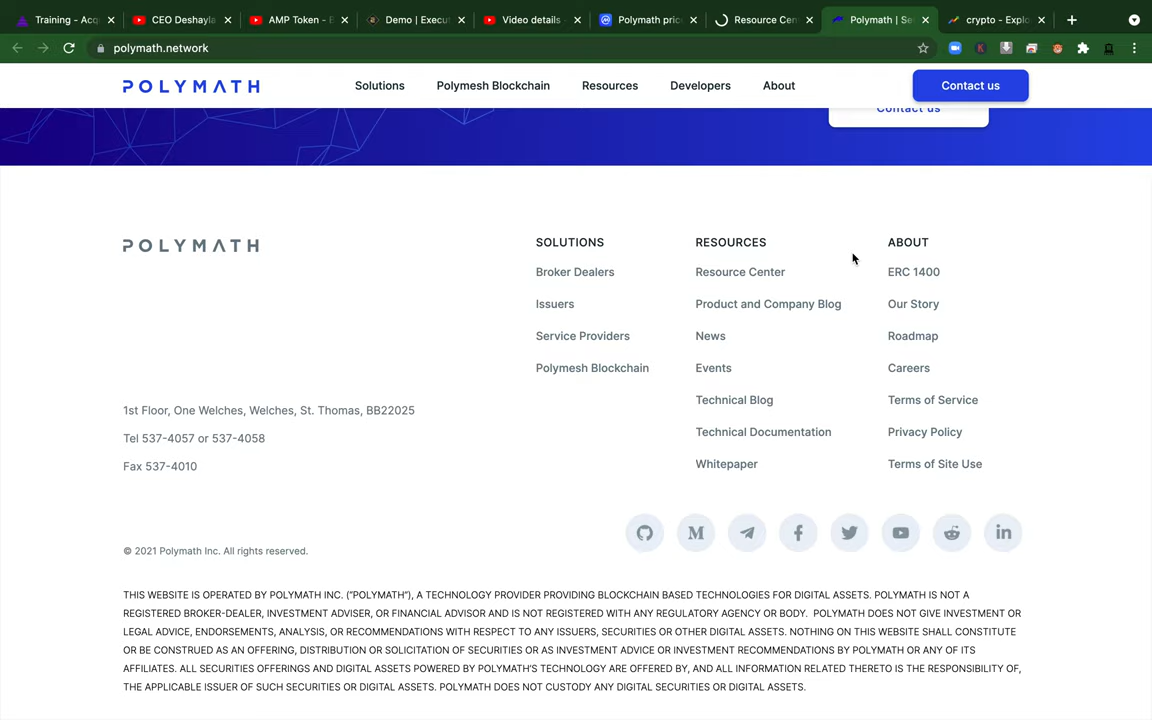 Training - Acq
CEO Deshayla
AMP Token - E
Demo | Execut
Video details -
Polymath pric
Resource Cen
Polymath | Se
crypto - Explo
polymath.network
POLYMATH
Solutions
Polymesh Blockchain
Resources
Developers
About
Contact us
Contact us
POLYMATH
SOLUTIONS
RESOURCES
ABOUT
Broker Dealers
Resource Center
ERC 1400
Issuers
Product and Company Blog
Our Story
Service Providers
News
Roadmap
Polymesh Blockchain
Events
Careers
Technical Blog
Terms of Service
1st Floor, One Welches, Welches, St. Thomas, BB22025
Technical Documentation
Privacy Policy
Tel 537-4057 or 537-4058
Whitepaper
Terms of Site Use
Fax 537-4010
© 2021 Polymath Inc. All rights reserved.
THIS WEBSITE IS OPERATED BY POLYMATH INC. ("POLYMATH"), A TECHNOLOGY PROVIDER PROVIDING BLOCKCHAIN BASED TECHNOLOGIES FOR DIGITAL ASSETS. POLYMATH IS NOT A
REGISTERED BROKER-DEALER, INVESTMENT ADVISER, OR FINANCIAL ADVISOR AND IS NOT REGISTERED WITH ANY REGULATORY AGENCY OR BODY. POLYMATH DOES NOT GIVE INVESTMENT OR
LEGAL ADVICE, ENDORSEMENTS, ANALYSIS, OR RECOMMENDATIONS WITH RESPECT TO ANY ISSUERS, SECURITIES OR OTHER DIGITAL ASSETS. NOTHING ON THIS WEBSITE SHALL CONSTITUTE
OR BE CONSTRUED AS AN OFFERING, DISTRIBUTION OR SOLICITATION OF SECURITIES OR AS INVESTMENT ADVICE OR INVESTMENT RECOMMENDATIONS BY POLYMATH OR ANY OF ITS
AFFILIATES. ALL SECURITIES OFFERINGS AND DIGITAL ASSETS POWERED BY POLYMATH'S TECHNOLOGY ARE OFFERED BY, AND ALL INFORMATION RELATED THERETO IS THE RESPONSIBILITY OF,
THE APPLICABLE ISSUER OF SUCH SECURITIES OR DIGITAL ASSETS. POLYMATH DOES NOT CUSTODY ANY DIGITAL SECURITIES OR DIGITAL ASSETS.